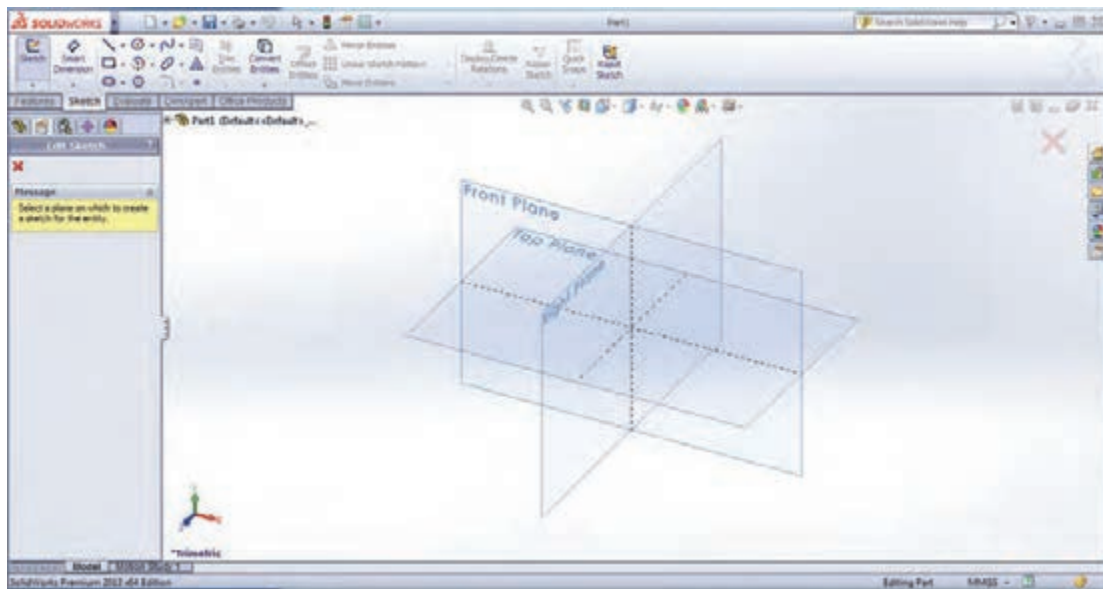 SOLIDWORKS
Part1
Search SolidWorks Help
Sketch
Smart Dimension
Trim Entities
Convert Entities
Offset Entities
Mirror Entities
Linear Sketch Pattern
Move Entities
Display/Delete Relations
Repair Sketch
Quick Snaps
Rapid Sketch
Features Sketch Evaluate DimXpert Office Products
Part1 (Default<<Default>_...
Edit Sketch ?
Message
Select a plane on which to create
a sketch for the entity.
Front Plane
Top Plane
Right Plane
*Trimetric
Model Motion Study 1
SolidWorks Premium 2012 x64 Edition
Editing Part
MMGS